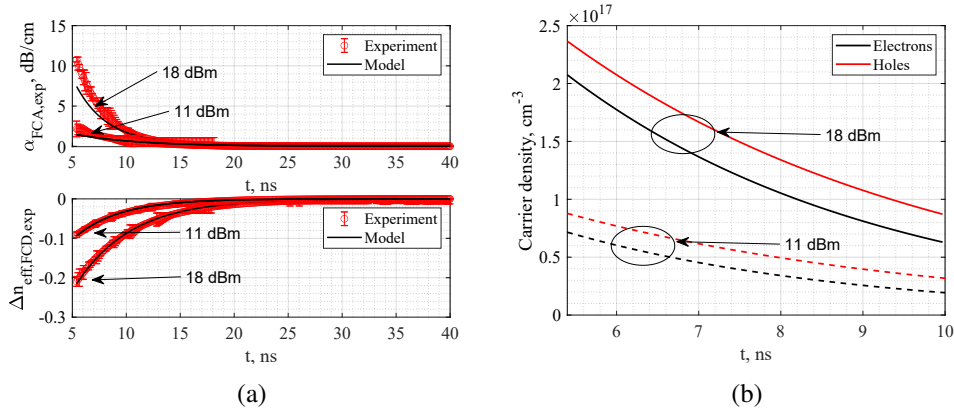 15
10
5
0
α_FCA,exp, dB/cm
Experiment
Model
18 dBm
11 dBm
5 10 15 20 25 30 35 40
t, ns
0
-0.1
-0.2
-0.3
Δn_eff,FCD,exp
Experiment
Model
11 dBm
18 dBm
5 10 15 20 25 30 35 40
t, ns
(a)
×10^17
2.5
2
1.5
1
0.5
0
Carrier density, cm^-3
Electrons
Holes
18 dBm
11 dBm
6 7 8 9 10
t, ns
(b)